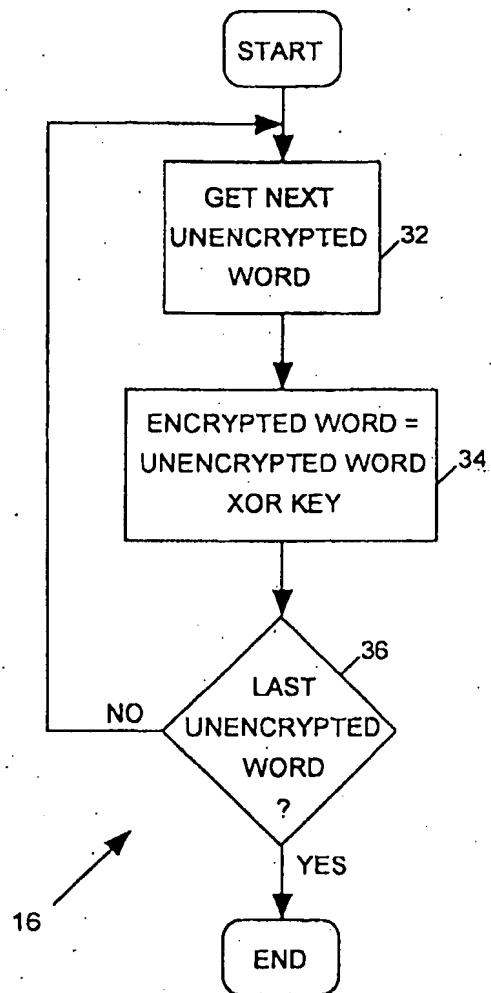 START
GET NEXT
UNENCRYPTED
WORD
32
ENCRYPTED WORD =
UNENCRYPTED WORD
XOR KEY
34
36
LAST
UNENCRYPTED
WORD
?
NO
YES
16
END